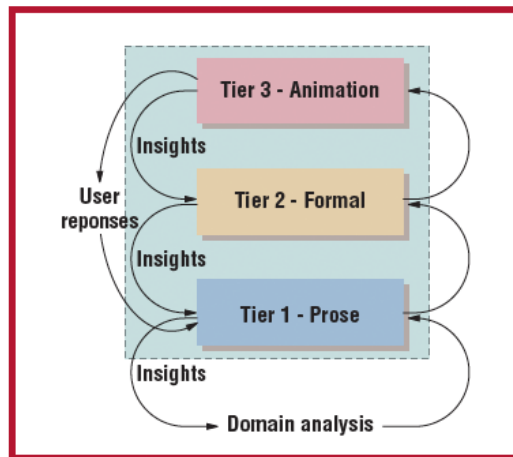 Tier 3 - Animation
Insights
User
reponses
Tier 2 - Formal
Insights
Tier 1 - Prose
Insights
Domain analysis